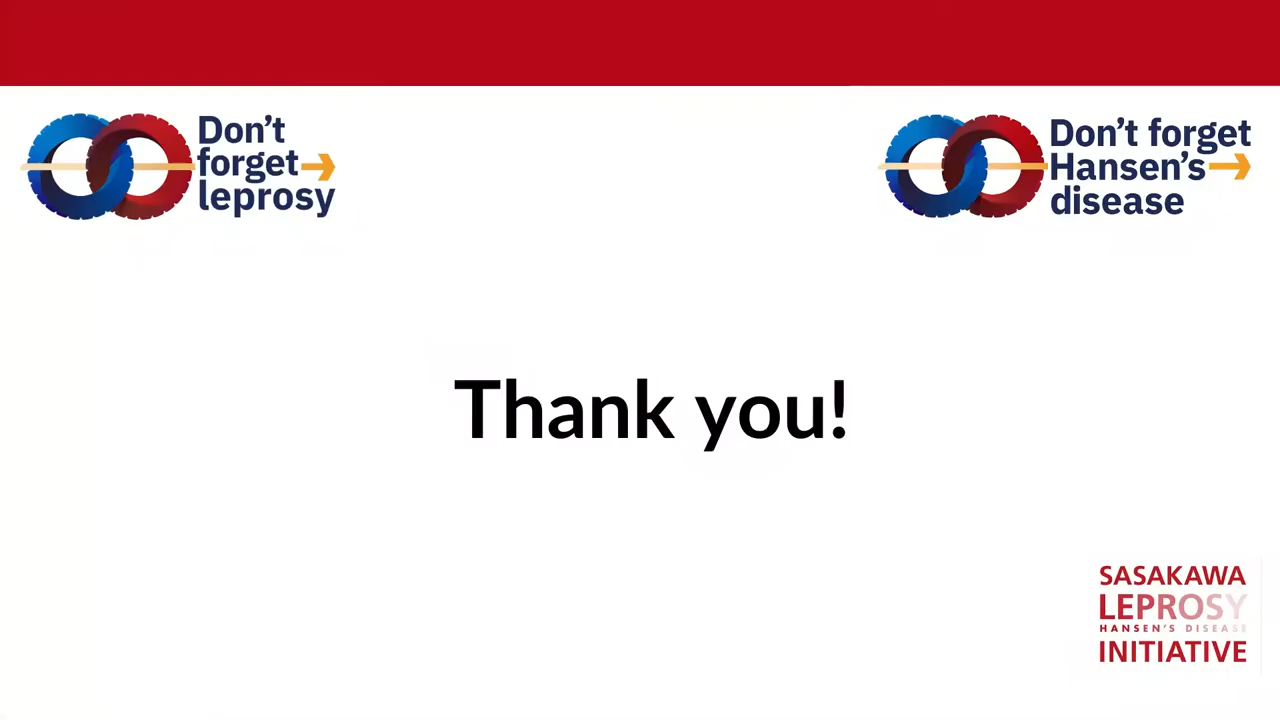 Don't
forget
leprosy
Don't forget
Hansen's
disease
Thank you!
SASAKAWA
LEPROSY
HANSEN'S DISEASE
INITIATIVE